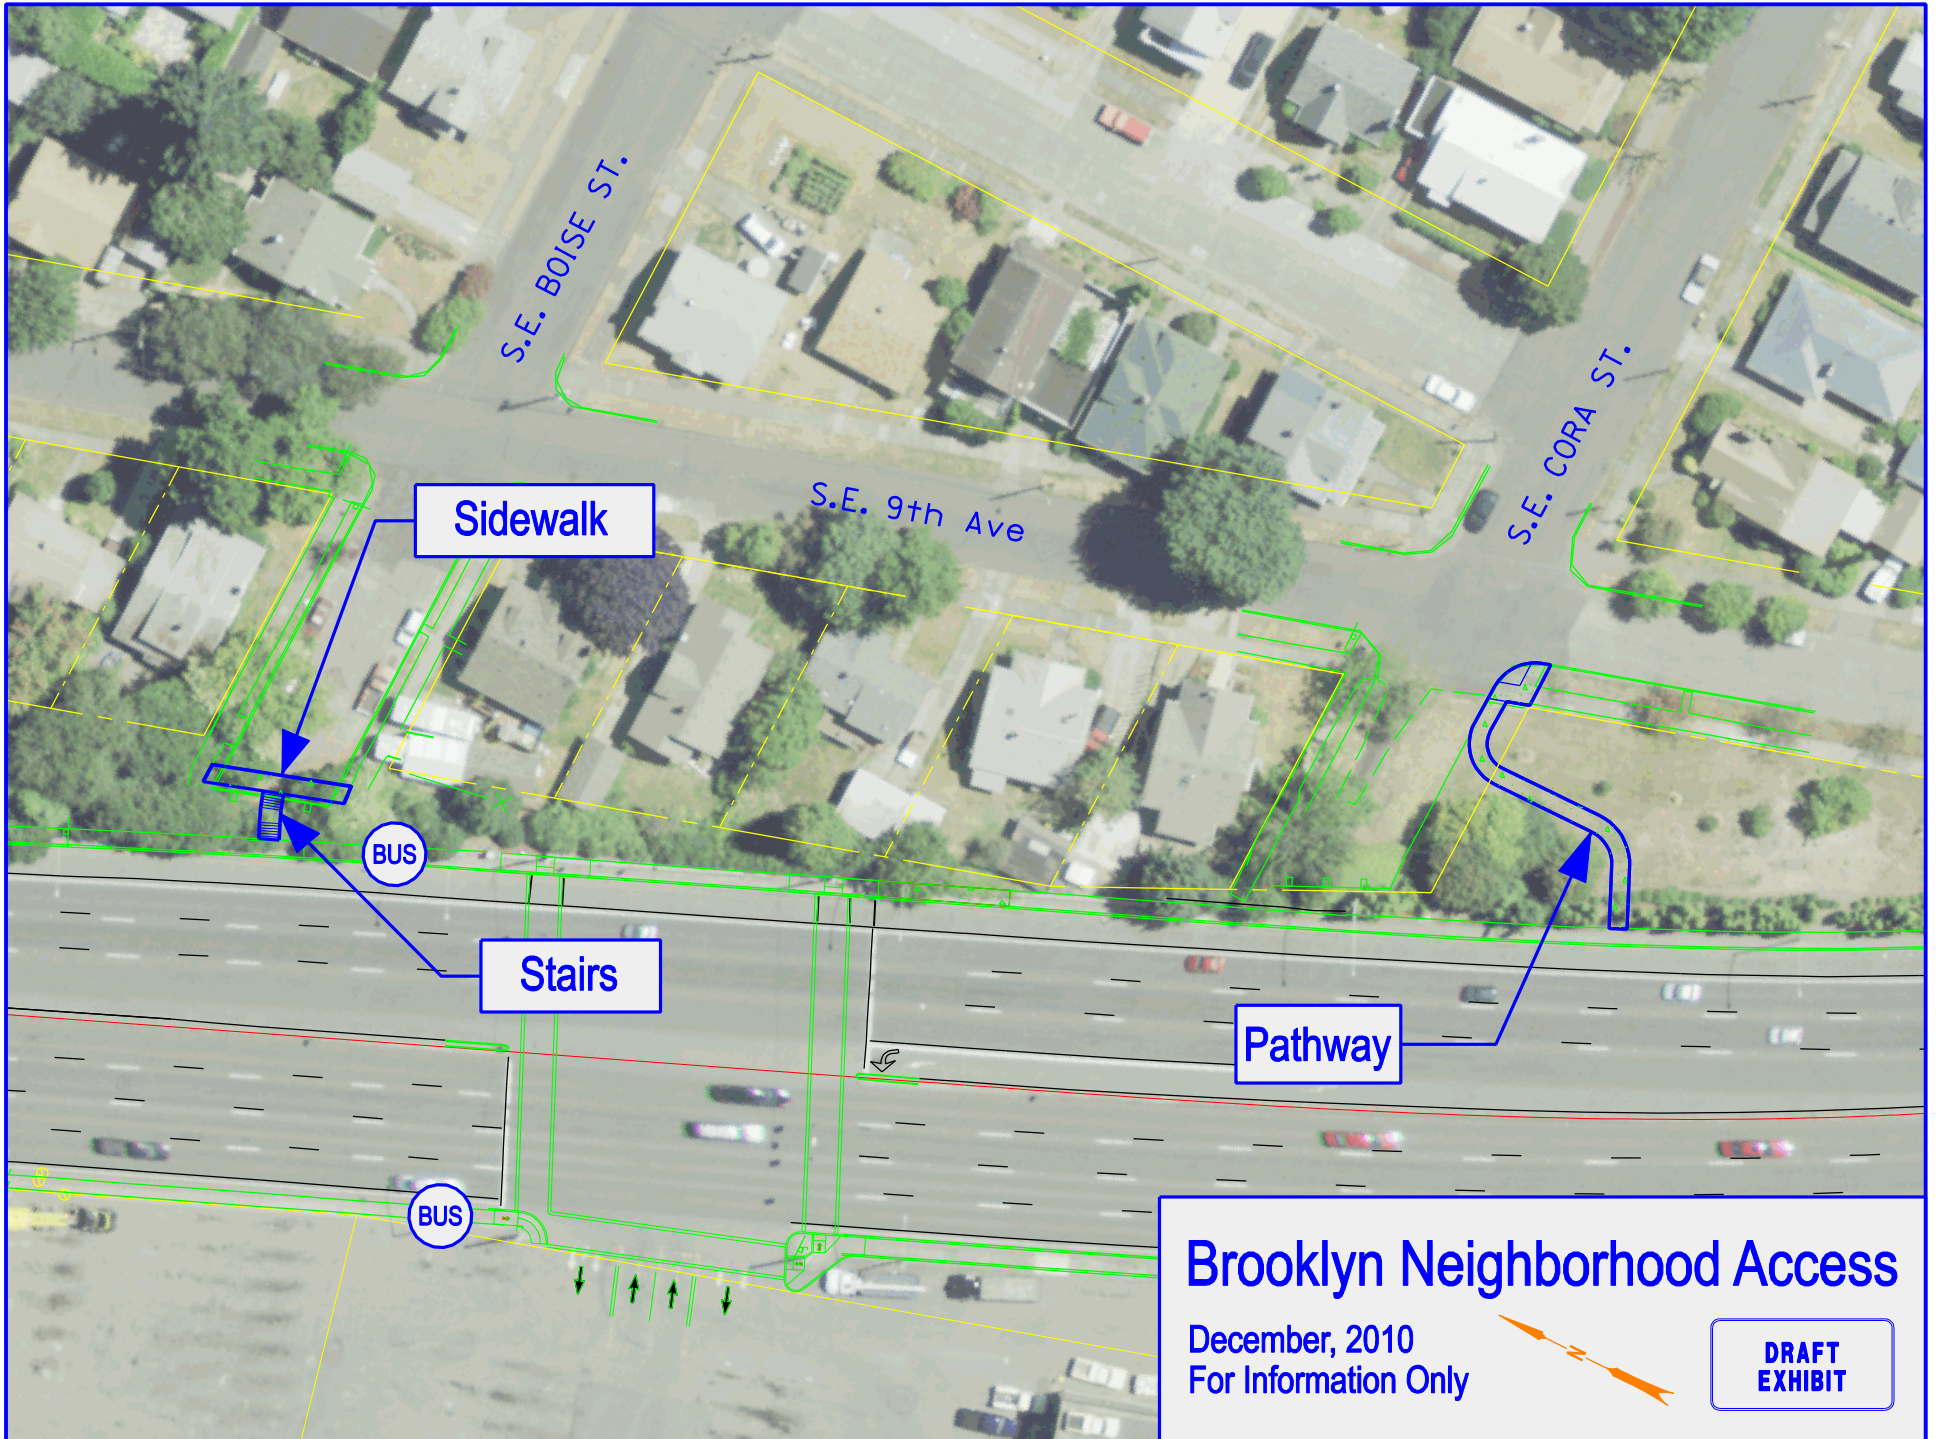 S.E. BOISE ST.
S.E. CORA ST.
S.E. 9th Ave
Sidewalk
BUS
Stairs
Pathway
BUS
Brooklyn Neighborhood Access
December, 2010
For Information Only
N
DRAFT
EXHIBIT